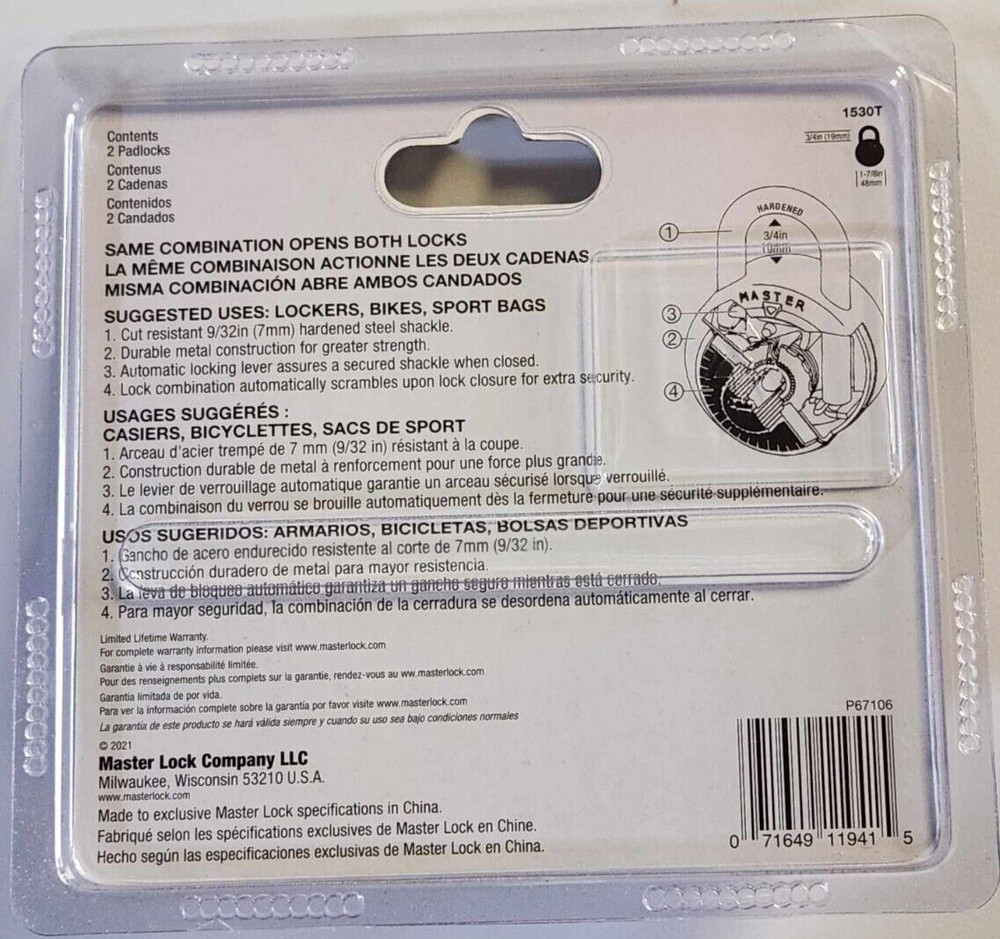 Contents
2 Padlocks
Contenus
2 Cadenas
Contenidos
2 Candados
1530T
3/4in (19mm)
1-7/8in
48mm
SAME COMBINATION OPENS BOTH LOCKS
LA MÊME COMBINAISON ACTIONNE LES DEUX CADENAS
MISMA COMBINACIÓN ABRE AMBOS CANDADOS
SUGGESTED USES: LOCKERS, BIKES, SPORT BAGS
1. Cut resistant 9/32in (7mm) hardened steel shackle.
2. Durable metal construction for greater strength.
3. Automatic locking lever assures a secured shackle when closed.
4. Lock combination automatically scrambles upon lock closure for extra security.
HARDENED
3/4in
19mm
MASTER
1
3
2
4
USAGES SUGGÉRÉS :
CASIERS, BICYCLETTES, SACS DE SPORT
1. Arceau d'acier trempé de 7 mm (9/32 in) résistant à la coupe.
2. Construction durable de metal à renforcement pour une force plus grande.
3. Le levier de verrouillage automatique garantie un arceau sécurisé lorsque verrouillé.
4. La combinaison du verrou se brouille automatiquement dès la fermeture pour une sécurité supplémentaire.
USOS SUGERIDOS: ARMARIOS, BICICLETAS, BOLSAS DEPORTIVAS
1. Gancho de acero endurecido resistente al corte de 7mm (9/32 in).
2. Construcción duradero de metal para mayor resistencia.
3. La leva de bloqueo automático garantiza un gancho seguro mientras está cerrado.
4. Para mayor seguridad, la combinación de la cerradura se desordena automáticamente al cerrar.
Limited Lifetime Warranty.
For complete warranty information please visit www.masterlock.com
Garantie à vie à responsabilité limitée.
Pour des renseignements plus complets sur la garantie, rendez-vous au ww.masterlock.com
Garantía limitada de por vida.
Para ver la información complete sobre la garantía por favor visite www.masterlock.com
La garantía de este producto se hará válida siempre y cuando su uso sea bajo condiciones normales
© 2021
Master Lock Company LLC
Milwaukee, Wisconsin 53210 U.S.A.
www.masterlock.com
Made to exclusive Master Lock specifications in China.
Fabriqué selon les spécifications exclusives de Master Lock en Chine.
Hecho según las especificaciones exclusivas de Master Lock en China.
P67106
0 71649 11941 5